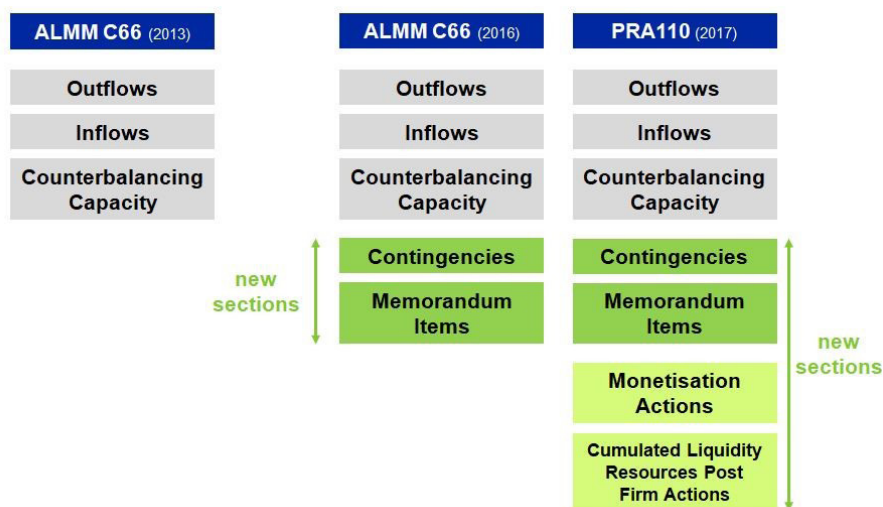 ALMM C66 (2013)
Outflows
Inflows
Counterbalancing
Capacity
ALMM C66 (2016)
Outflows
Inflows
Counterbalancing
Capacity
new
sections
Contingencies
Memorandum
Items
PRA110 (2017)
Outflows
Inflows
Counterbalancing
Capacity
Contingencies
Memorandum
Items
Monetisation
Actions
Cumulated Liquidity
Resources Post
Firm Actions
new
sections